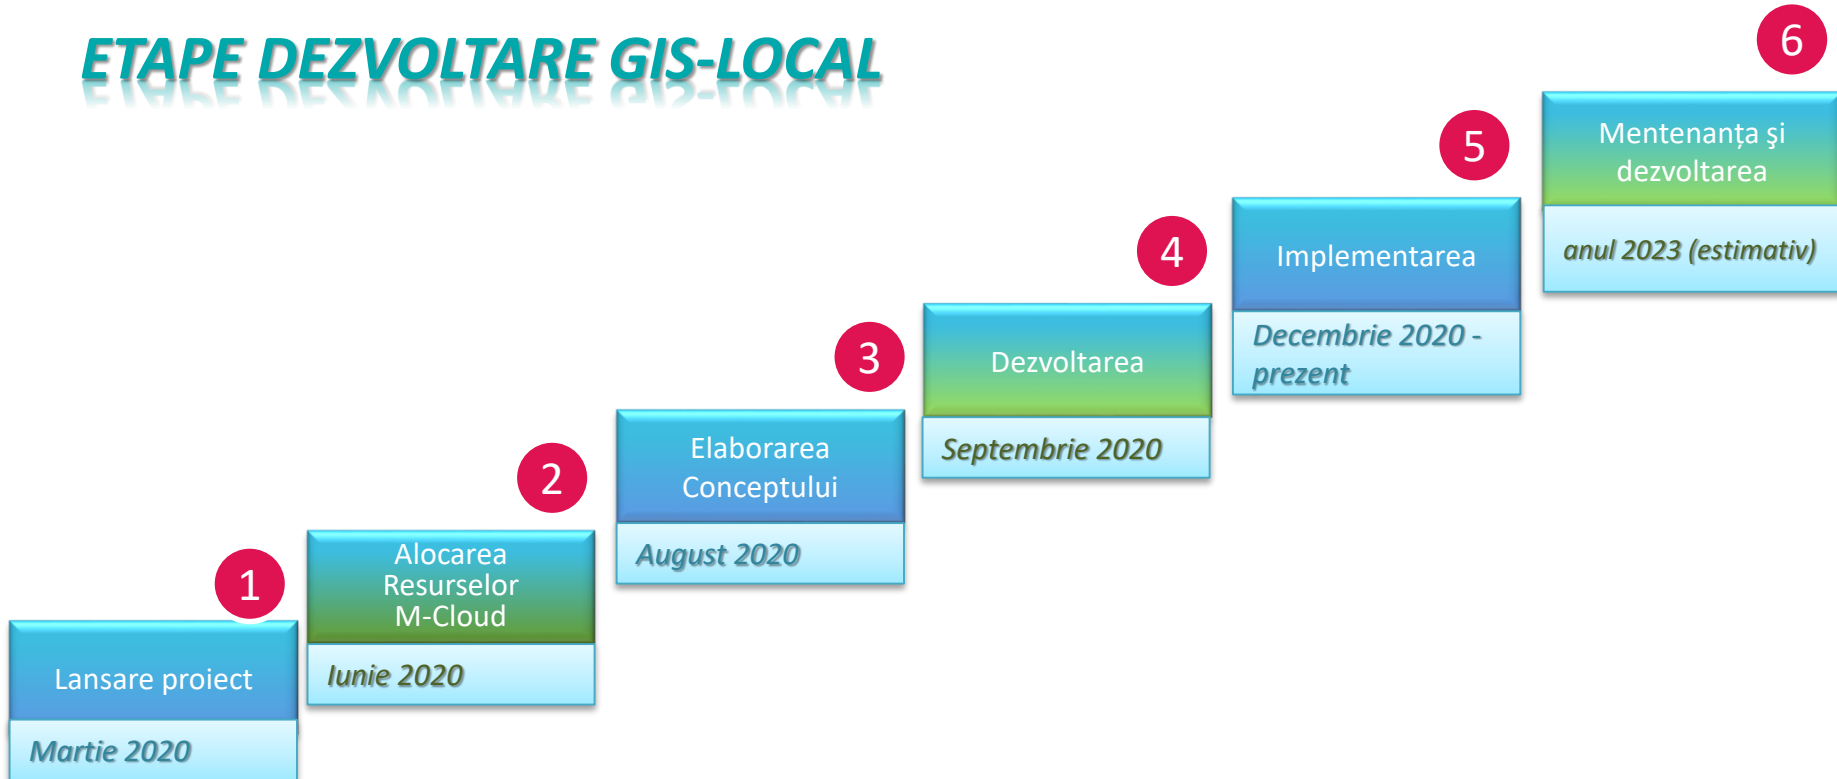 ETAPE DEZVOLTARE GIS-LOCAL
1
Lansare proiect
Martie 2020
2
Alocarea
Resurselor
M-Cloud
Iunie 2020
3
Elaborarea
Conceptului
August 2020
4
Dezvoltarea
Septembrie 2020
5
Implementarea
Decembrie 2020 -
prezent
6
Mentenanța şi
dezvoltarea
anul 2023 (estimativ)